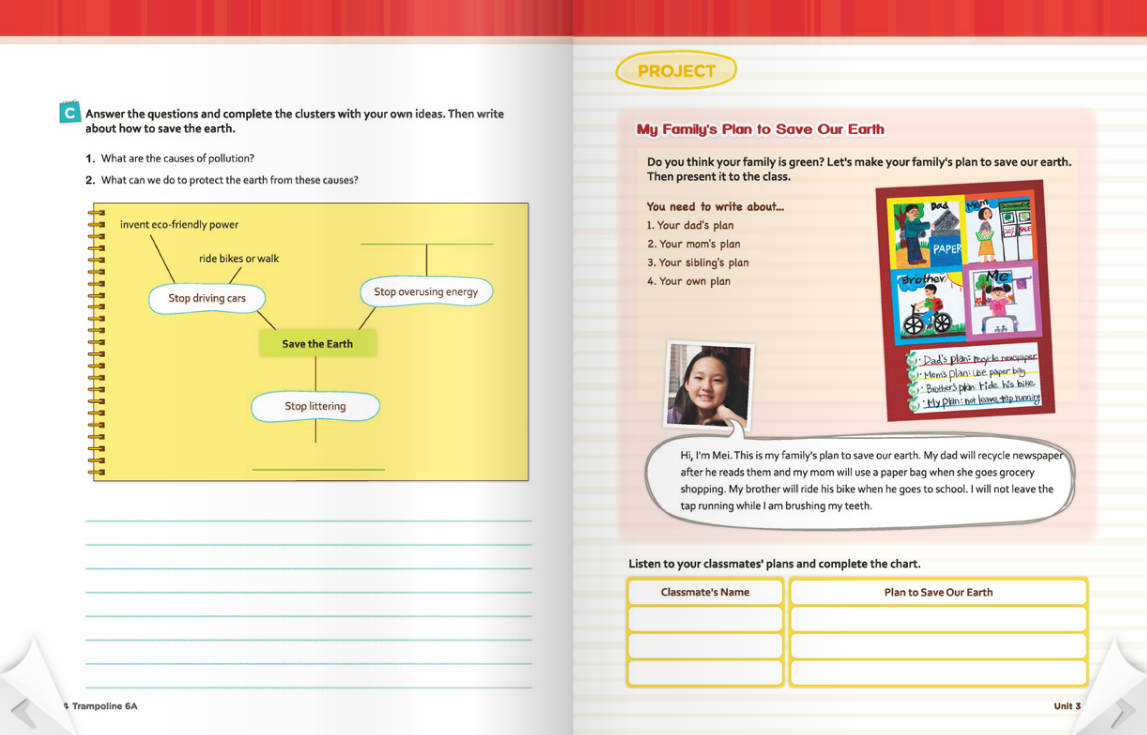 C
Answer the questions and complete the clusters with your own ideas. Then write
about how to save the earth.
1. What are the causes of pollution?
2. What can we do to protect the earth from these causes?
invent eco-friendly power
ride bikes or walk
Stop driving cars
Stop overusing energy
Save the Earth
Stop littering
4 Trampoline 6A
PROJECT
My Family's Plan to Save Our Earth
Do you think your family is green? Let's make your family's plan to save our earth.
Then present it to the class.
You need to write about...
1. Your dad's plan
2. Your mom's plan
3. Your sibling's plan
4. Your own plan
Dad
Mom
PAPER
Brother
Me
· Dad's plan: recycle newspaper
· Mom's plan: use paper bag
· Brother's plan: ride his bike
· My plan: not leave tap running
Hi, I'm Mei. This is my family's plan to save our earth. My dad will recycle newspaper
after he reads them and my mom will use a paper bag when she goes grocery
shopping. My brother will ride his bike when he goes to school. I will not leave the
tap running while I am brushing my teeth.
Listen to your classmates' plans and complete the chart.
Classmate's Name
Plan to Save Our Earth
Unit 3